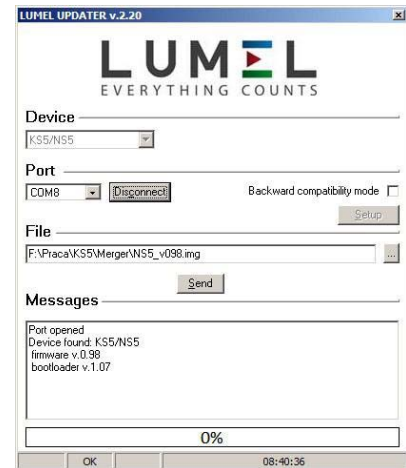 LUMEL UPDATER v.2.20
LUMEL
EVERYTHING COUNTS
Device
KS5/NS5
Port
COM8
Disconnect
Backward compatibility mode
Setup
File
F:\Praca\KS5\Merger\NS5_v098.img
...
Send
Messages
Port opened
Device found: KS5/NS5
firmware v.0.98
bootloader v.1.07
0%
OK
08:40:36